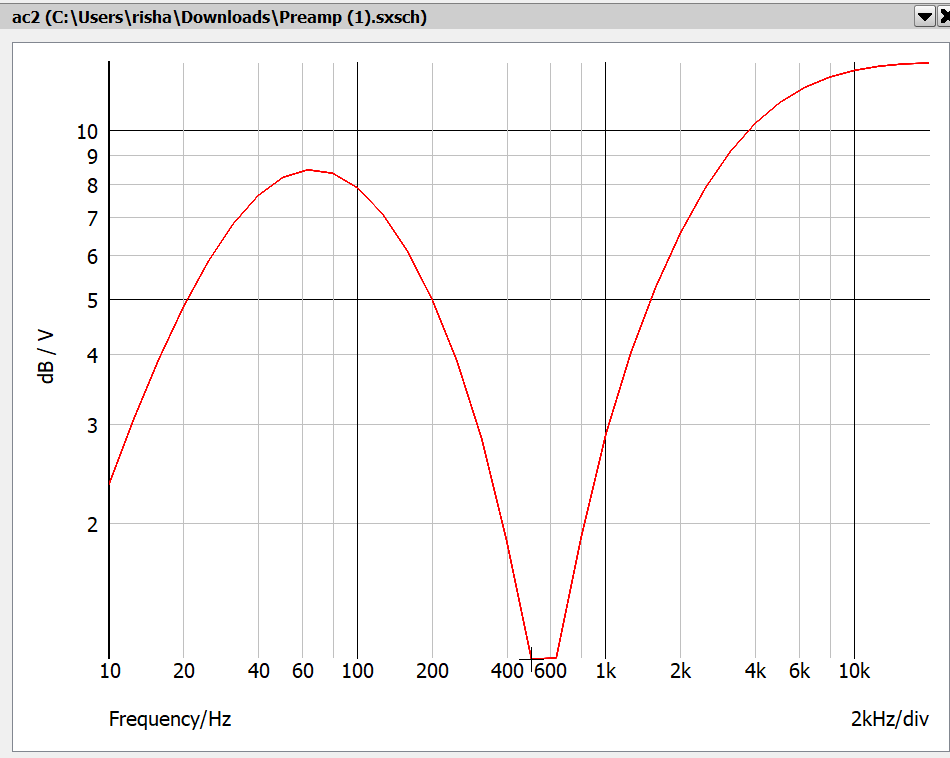 ac2 (C:\Users\risha\Downloads\Preamp (1).sxsch)
10
9
8
7
6
5
4
3
2
dB / V
10 20 40 60 100 200 400 600 1k 2k 4k 6k 10k
Frequency/Hz 2kHz/div